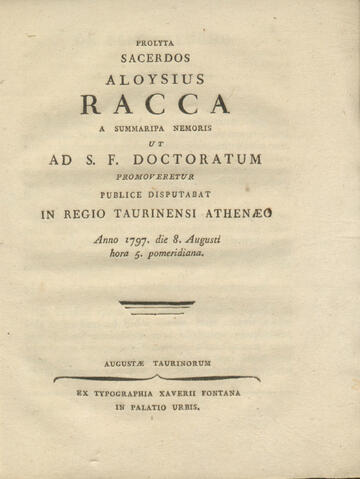 PROLYTA
SACERDOS
ALOYSIUS
RACCA
A SUMMARIPA NEMORIS
UT
AD S. F. DOCTORATUM
PROMOVERETUR
PUBLICE DISPUTABAT
IN REGIO TAURINENSI ATHENÆO
Anno 1797. die 8. Augusti
hora 5. pomeridiana.
AUGUSTÆ TAURINORUM
EX TYPOGRAPHIA XAVERII FONTANA
IN PALATIO URBIS.